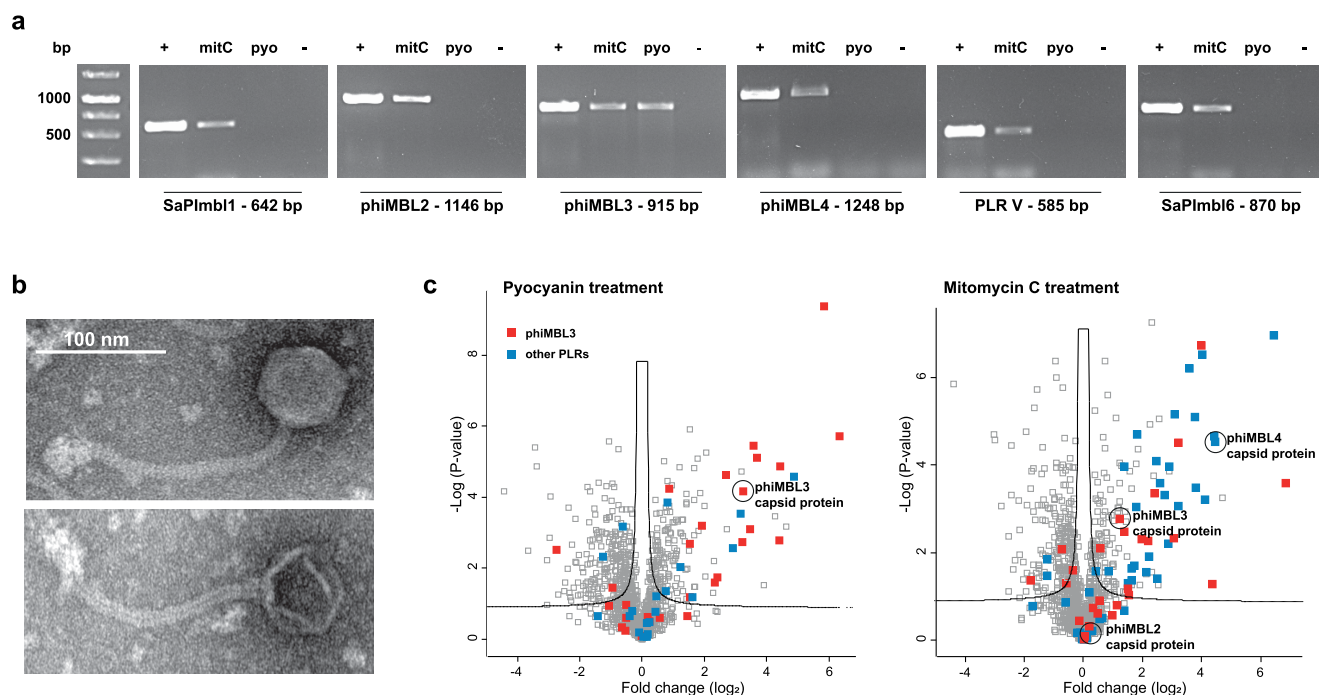 a
bp + mitC pyo - + mitC pyo - + mitC pyo - + mitC pyo - + mitC pyo - + mitC pyo -
1000
500
SaPImbl1 - 642 bp phiMBL2 - 1146 bp phiMBL3 - 915 bp phiMBL4 - 1248 bp PLR V - 585 bp SaPImbl6 - 870 bp
b
100 nm
c
Pyocyanin treatment
phiMBL3
other PLRs
-Log (P-value)
8
6
4
2
0
phiMBL3
capsid protein
-4 -2 0 2 4 6
Fold change (log₂)
Mitomycin C treatment
-Log (P-value)
6
4
2
0
phiMBL4
capsid protein
phiMBL3
capsid protein
phiMBL2
capsid protein
-4 -2 0 2 4 6
Fold change (log₂)